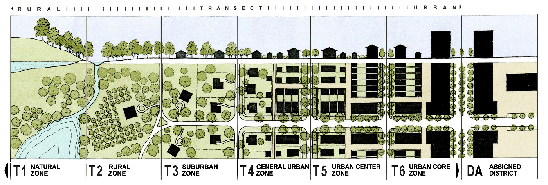 RURAL TRANSECT URBAN
T1 NATURAL ZONE
T2 RURAL ZONE
T3 SUBURBAN ZONE
T4 GENERAL URBAN ZONE
T5 URBAN CENTER ZONE
T6 URBAN CORE ZONE
DA ASSIGNED DISTRICT